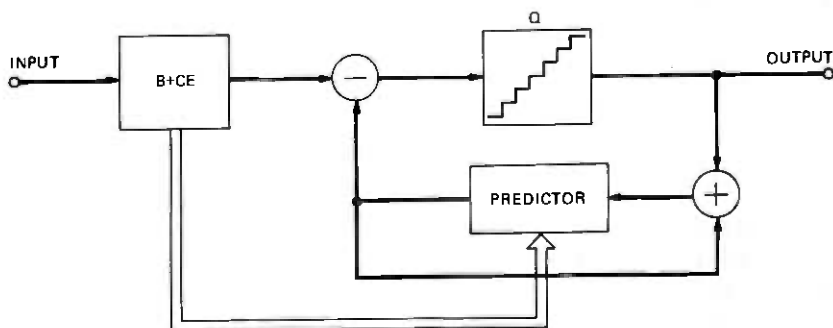 Q
INPUT
B+CE
−
OUTPUT
PREDICTOR
+